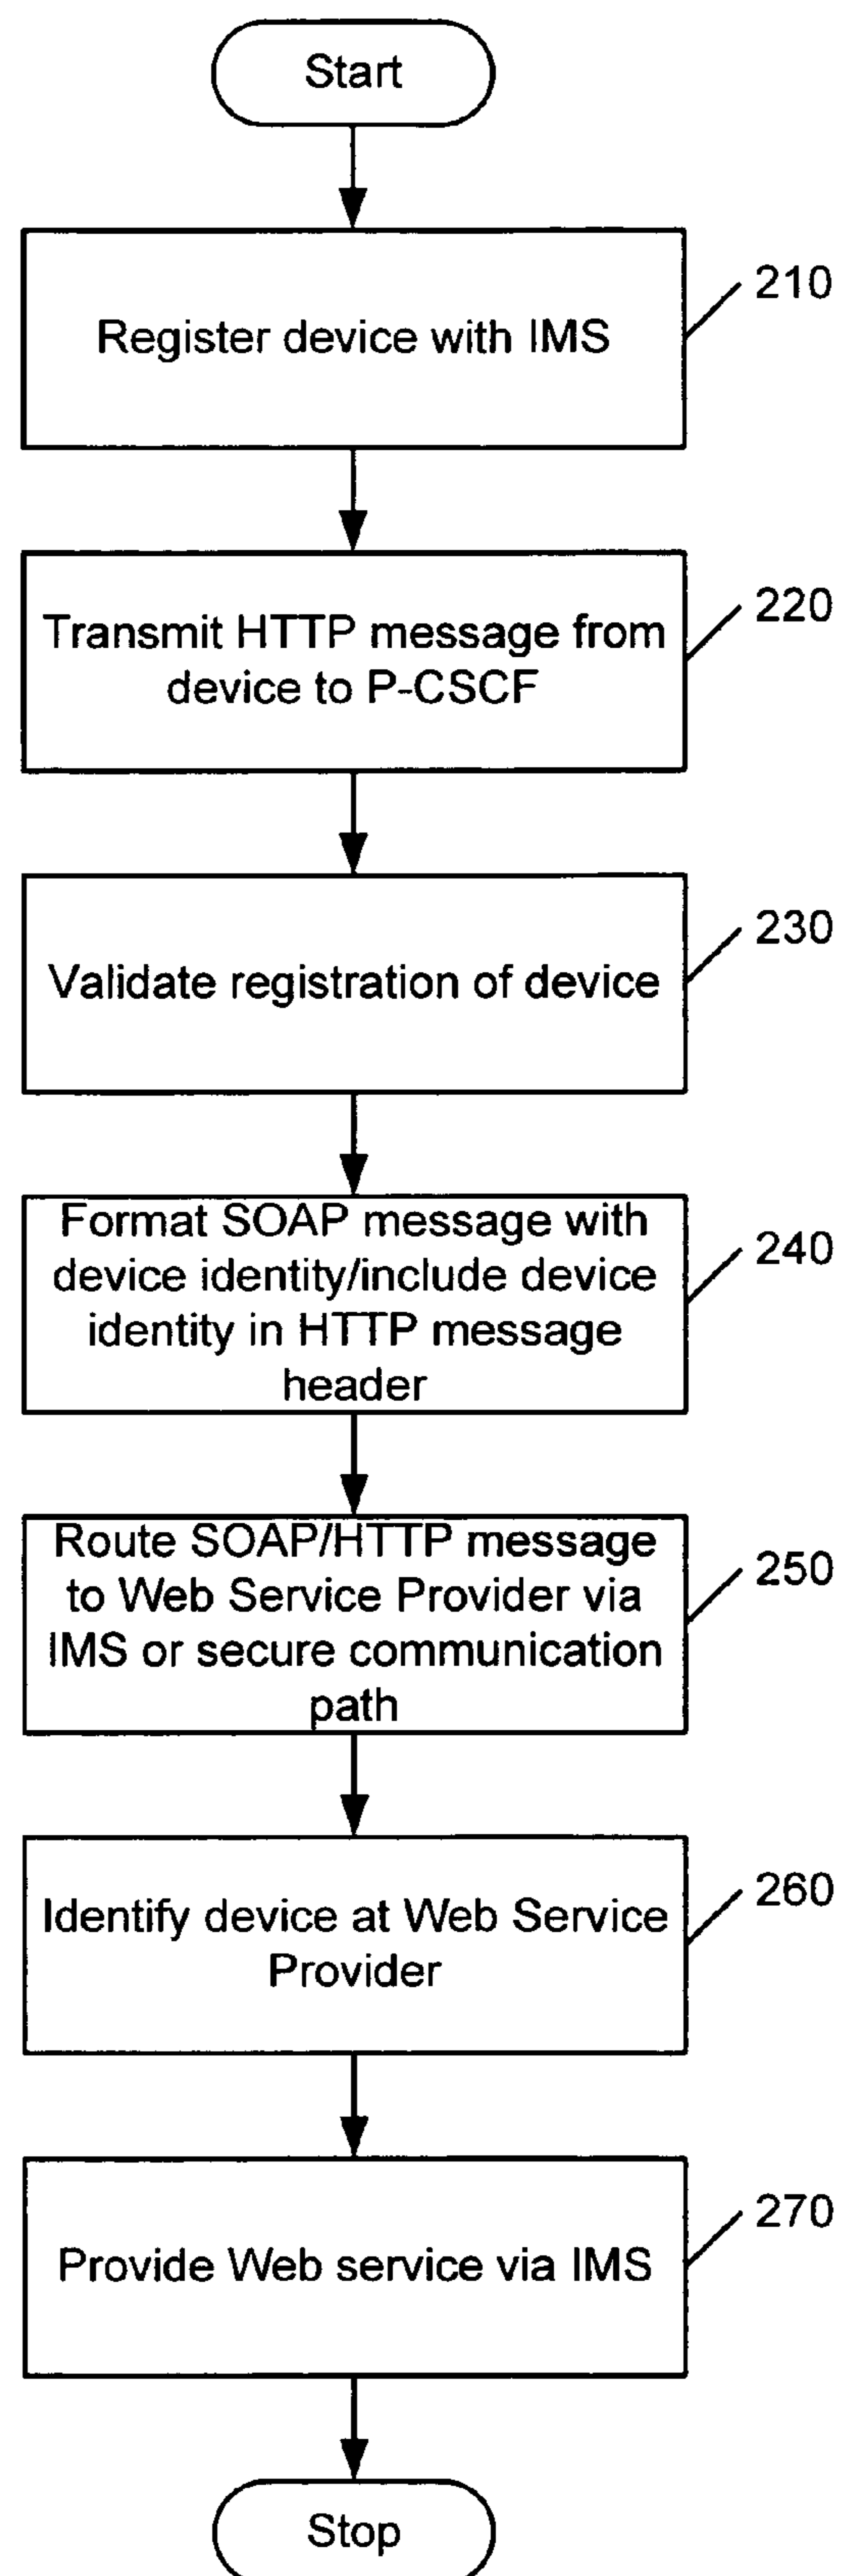 Start
210
Register device with IMS
220
Transmit HTTP message from
device to P-CSCF
230
Validate registration of device
240
Format SOAP message with
device identity/include device
identity in HTTP message
header
250
Route SOAP/HTTP message
to Web Service Provider via
IMS or secure communication
path
260
Identify device at Web Service
Provider
270
Provide Web service via IMS
Stop